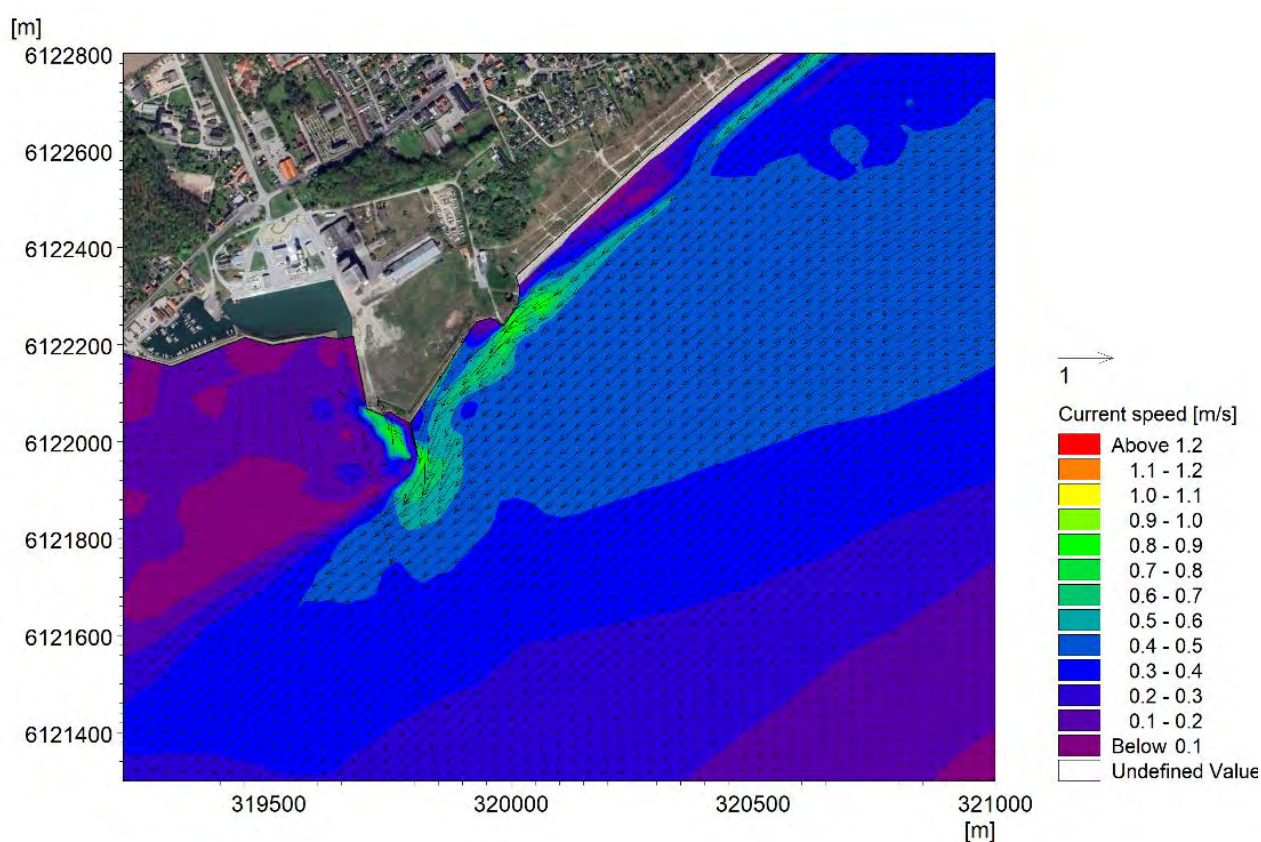 [m]
6122800
6122600
6122400
6122200
6122000
6121800
6121600
6121400
319500 320000 320500 321000
[m]
1
Current speed [m/s]
Above 1.2
1.1 - 1.2
1.0 - 1.1
0.9 - 1.0
0.8 - 0.9
0.7 - 0.8
0.6 - 0.7
0.5 - 0.6
0.4 - 0.5
0.3 - 0.4
0.2 - 0.3
0.1 - 0.2
Below 0.1
Undefined Value